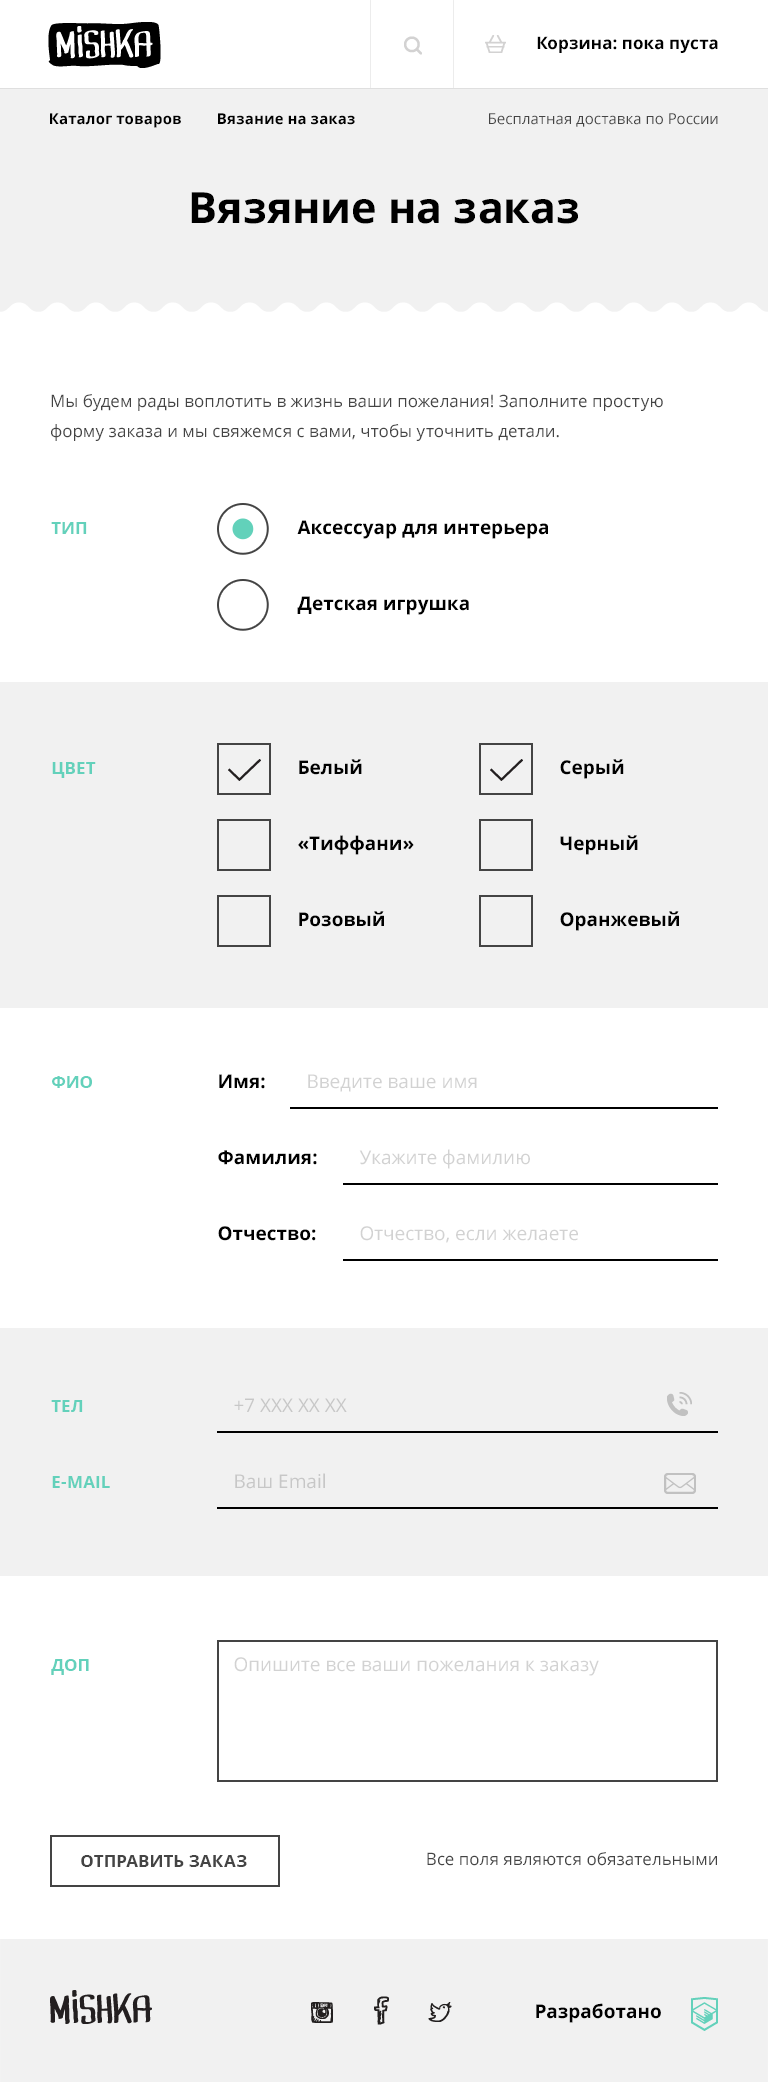 MiSHKA
Корзина: пока пуста
Каталог товаров
Вязание на заказ
Бесплатная доставка по России
Вязяние на заказ
Мы будем рады воплотить в жизнь ваши пожелания! Заполните простую
форму заказа и мы свяжемся с вами, чтобы уточнить детали.
ТИП
Аксессуар для интерьера
Детская игрушка
ЦВЕТ
Белый
Серый
«Тиффани»
Черный
Розовый
Оранжевый
ФИО
Имя:
Введите ваше имя
Фамилия:
Укажите фамилию
Отчество:
Отчество, если желаете
ТЕЛ
+7 XXX XX XX
E-MAIL
Ваш Email
ДОП
Опишите все ваши пожелания к заказу
ОТПРАВИТЬ ЗАКАЗ
Все поля являются обязательными
MiSHKA
Разработано